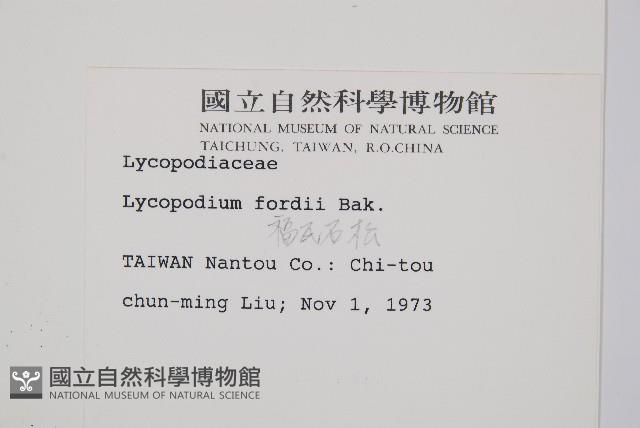 國立自然科學博物館
NATIONAL MUSEUM OF NATURAL SCIENCE
TAICHUNG, TAIWAN, R.O.CHINA
Lycopodiaceae
Lycopodium fordii Bak.
福氏石松
TAIWAN Nantou Co.: Chi-tou
chun-ming Liu; Nov 1, 1973
國立自然科學博物館
NATIONAL MUSEUM OF NATURAL SCIENCE